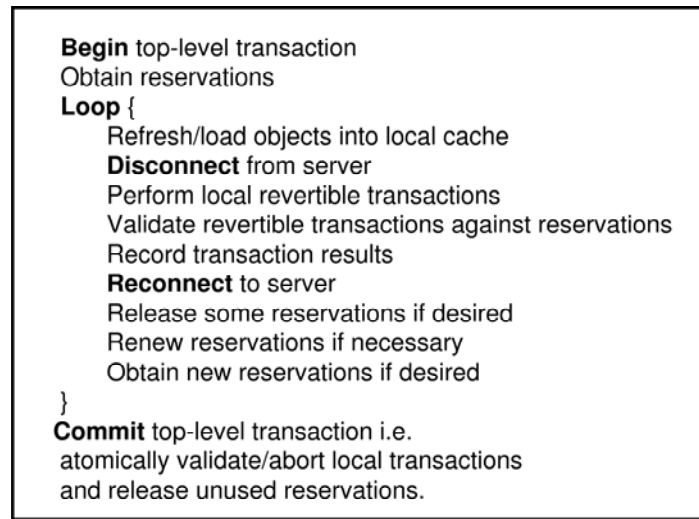 Begin top-level transaction
Obtain reservations
Loop {
Refresh/load objects into local cache
Disconnect from server
Perform local revertible transactions
Validate revertible transactions against reservations
Record transaction results
Reconnect to server
Release some reservations if desired
Renew reservations if necessary
Obtain new reservations if desired
}
Commit top-level transaction i.e.
atomically validate/abort local transactions
and release unused reservations.